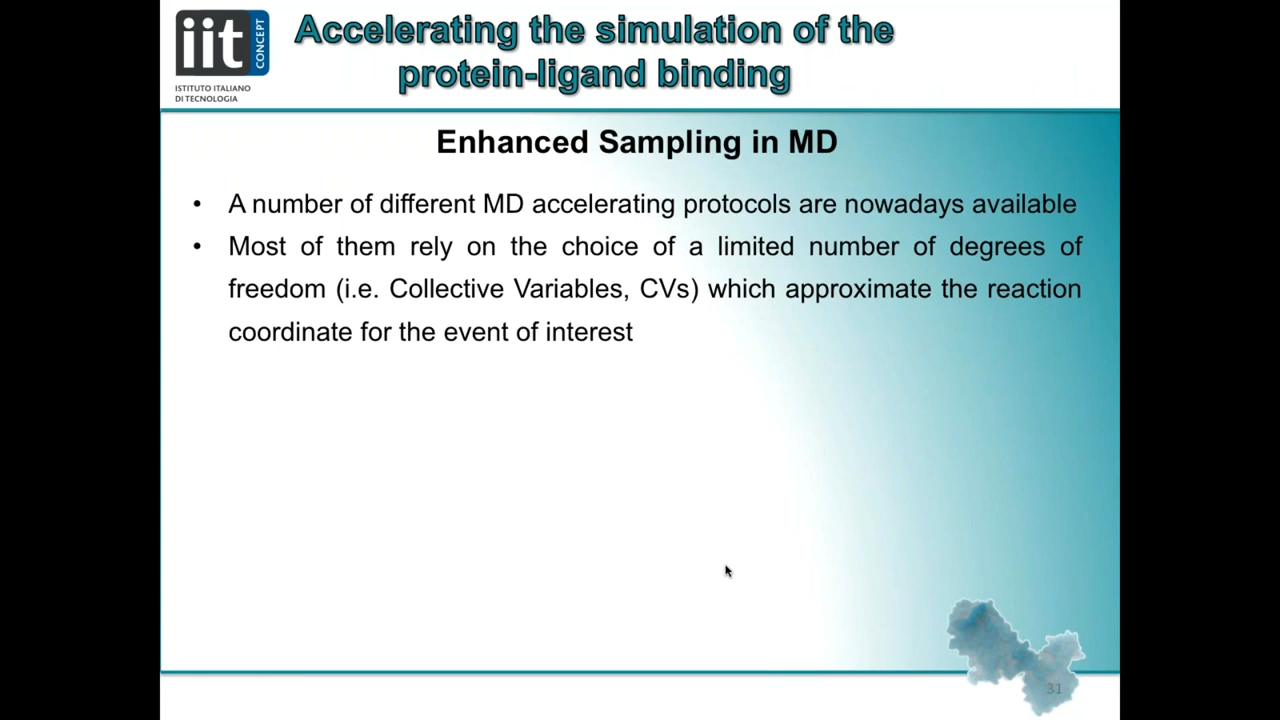 iit
CONCEPT
ISTITUTO ITALIANO
DI TECNOLOGIA
Accelerating the simulation of the
protein-ligand binding
Enhanced Sampling in MD
• A number of different MD accelerating protocols are nowadays available
• Most of them rely on the choice of a limited number of degrees of
freedom (i.e. Collective Variables, CVs) which approximate the reaction
coordinate for the event of interest
31